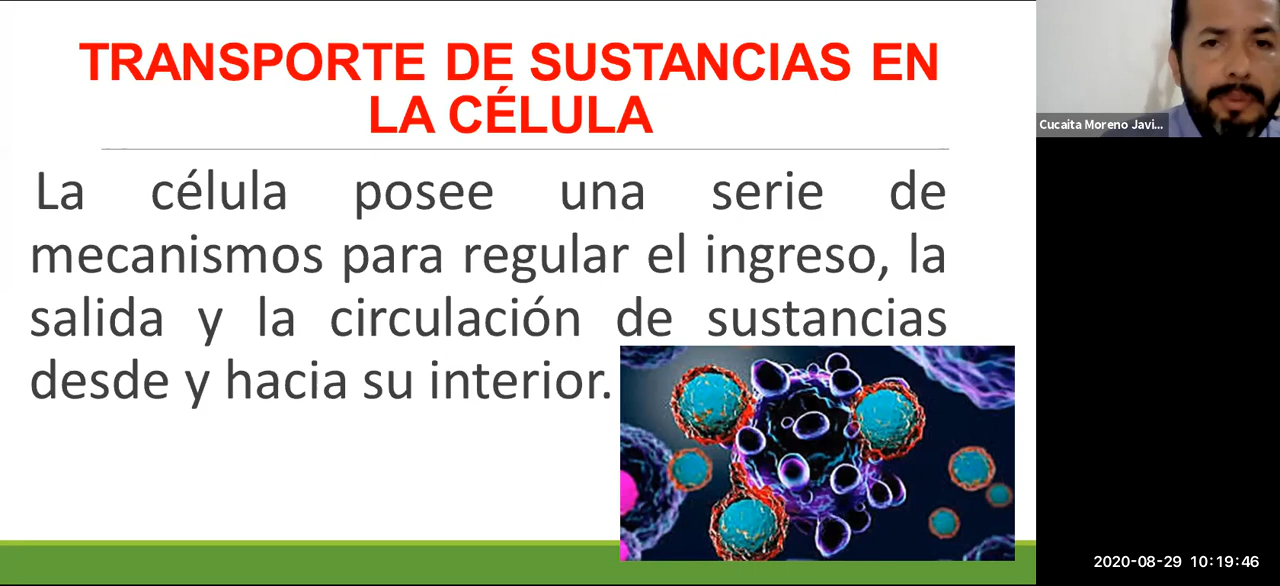 TRANSPORTE DE SUSTANCIAS EN
LA CÉLULA
La célula posee una serie de
mecanismos para regular el ingreso, la
salida y la circulación de sustancias
desde y hacia su interior.
Cucaita Moreno Javi...
2020-08-29 10:19:46